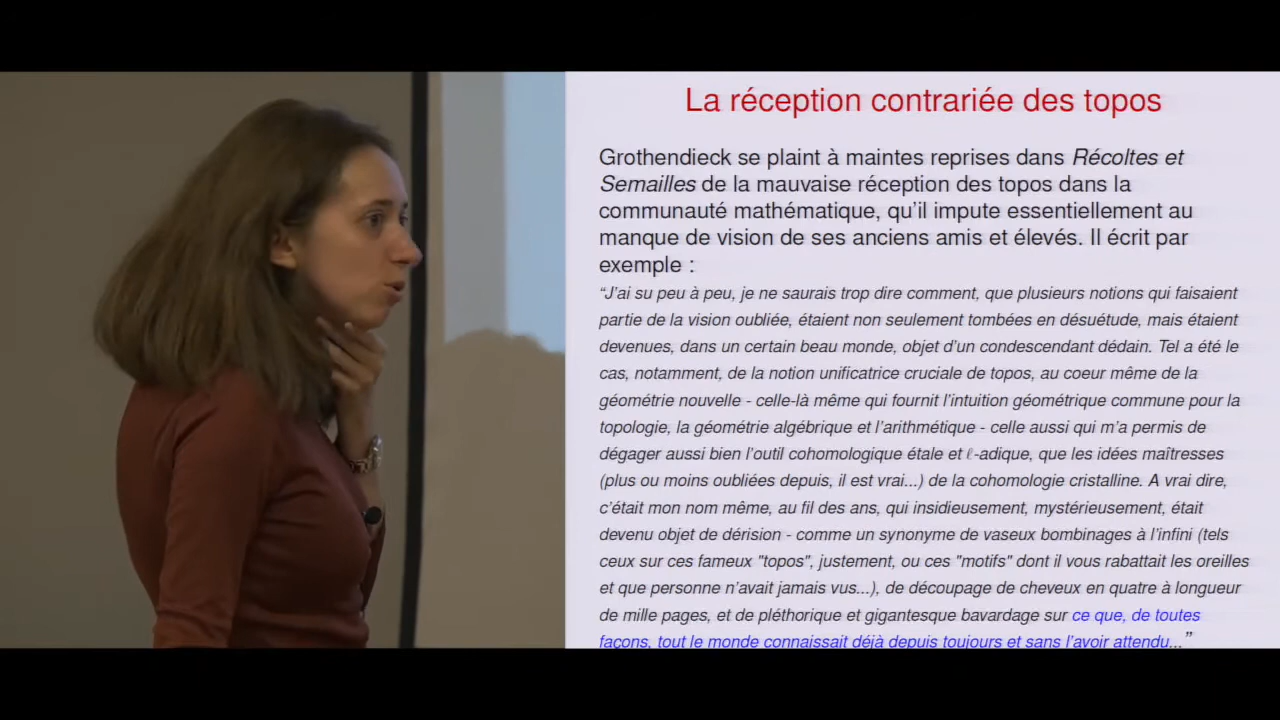 La réception contrariée des topos
Grothendieck se plaint à maintes reprises dans Récoltes et
Semailles de la mauvaise réception des topos dans la
communauté mathématique, qu'il impute essentiellement au
manque de vision de ses anciens amis et élevés. Il écrit par
exemple :
“J'ai su peu à peu, je ne saurais trop dire comment, que plusieurs notions qui faisaient
partie de la vision oubliée, étaient non seulement tombées en désuétude, mais étaient
devenues, dans un certain beau monde, objet d'un condescendant dédain. Tel a été le
cas, notamment, de la notion unificatrice cruciale de topos, au coeur même de la
géométrie nouvelle - celle-là même qui fournit l'intuition géométrique commune pour la
topologie, la géométrie algébrique et l'arithmétique - celle aussi qui m'a permis de
dégager aussi bien l'outil cohomologique étale et ℓ-adique, que les idées maîtresses
(plus ou moins oubliées depuis, il est vrai...) de la cohomologie cristalline. A vrai dire,
c'était mon nom même, au fil des ans, qui insidieusement, mystérieusement, était
devenu objet de dérision - comme un synonyme de vaseux bombinages à l'infini (tels
ceux sur ces fameux "topos", justement, ou ces "motifs" dont il vous rabattait les oreilles
et que personne n'avait jamais vus...), de découpage de cheveux en quatre à longueur
de mille pages, et de pléthorique et gigantesque bavardage sur ce que, de toutes
façons, tout le monde connaissait déjà depuis toujours et sans l'avoir attendu...”